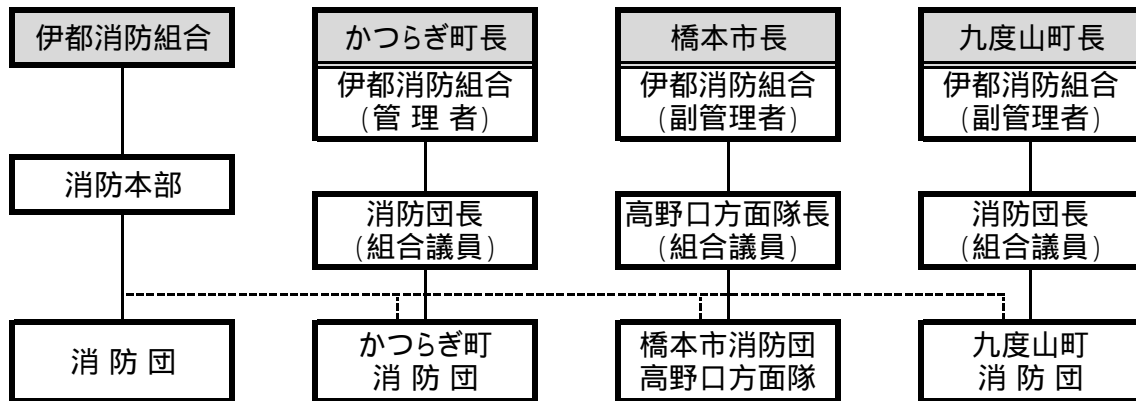 伊都消防組合
かつらぎ町長
橋本市長
九度山町長
伊都消防組合
(管理者)
伊都消防組合
(副管理者)
伊都消防組合
(副管理者)
消防本部
消防団長
(組合議員)
高野口方面隊長
(組合議員)
消防団長
(組合議員)
消防団
かつらぎ町
消防団
橋本市消防団
高野口方面隊
九度山町
消防団